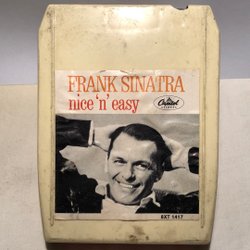 FRANK SINATRA
nice 'n' easy
Capitol
8XT 1417